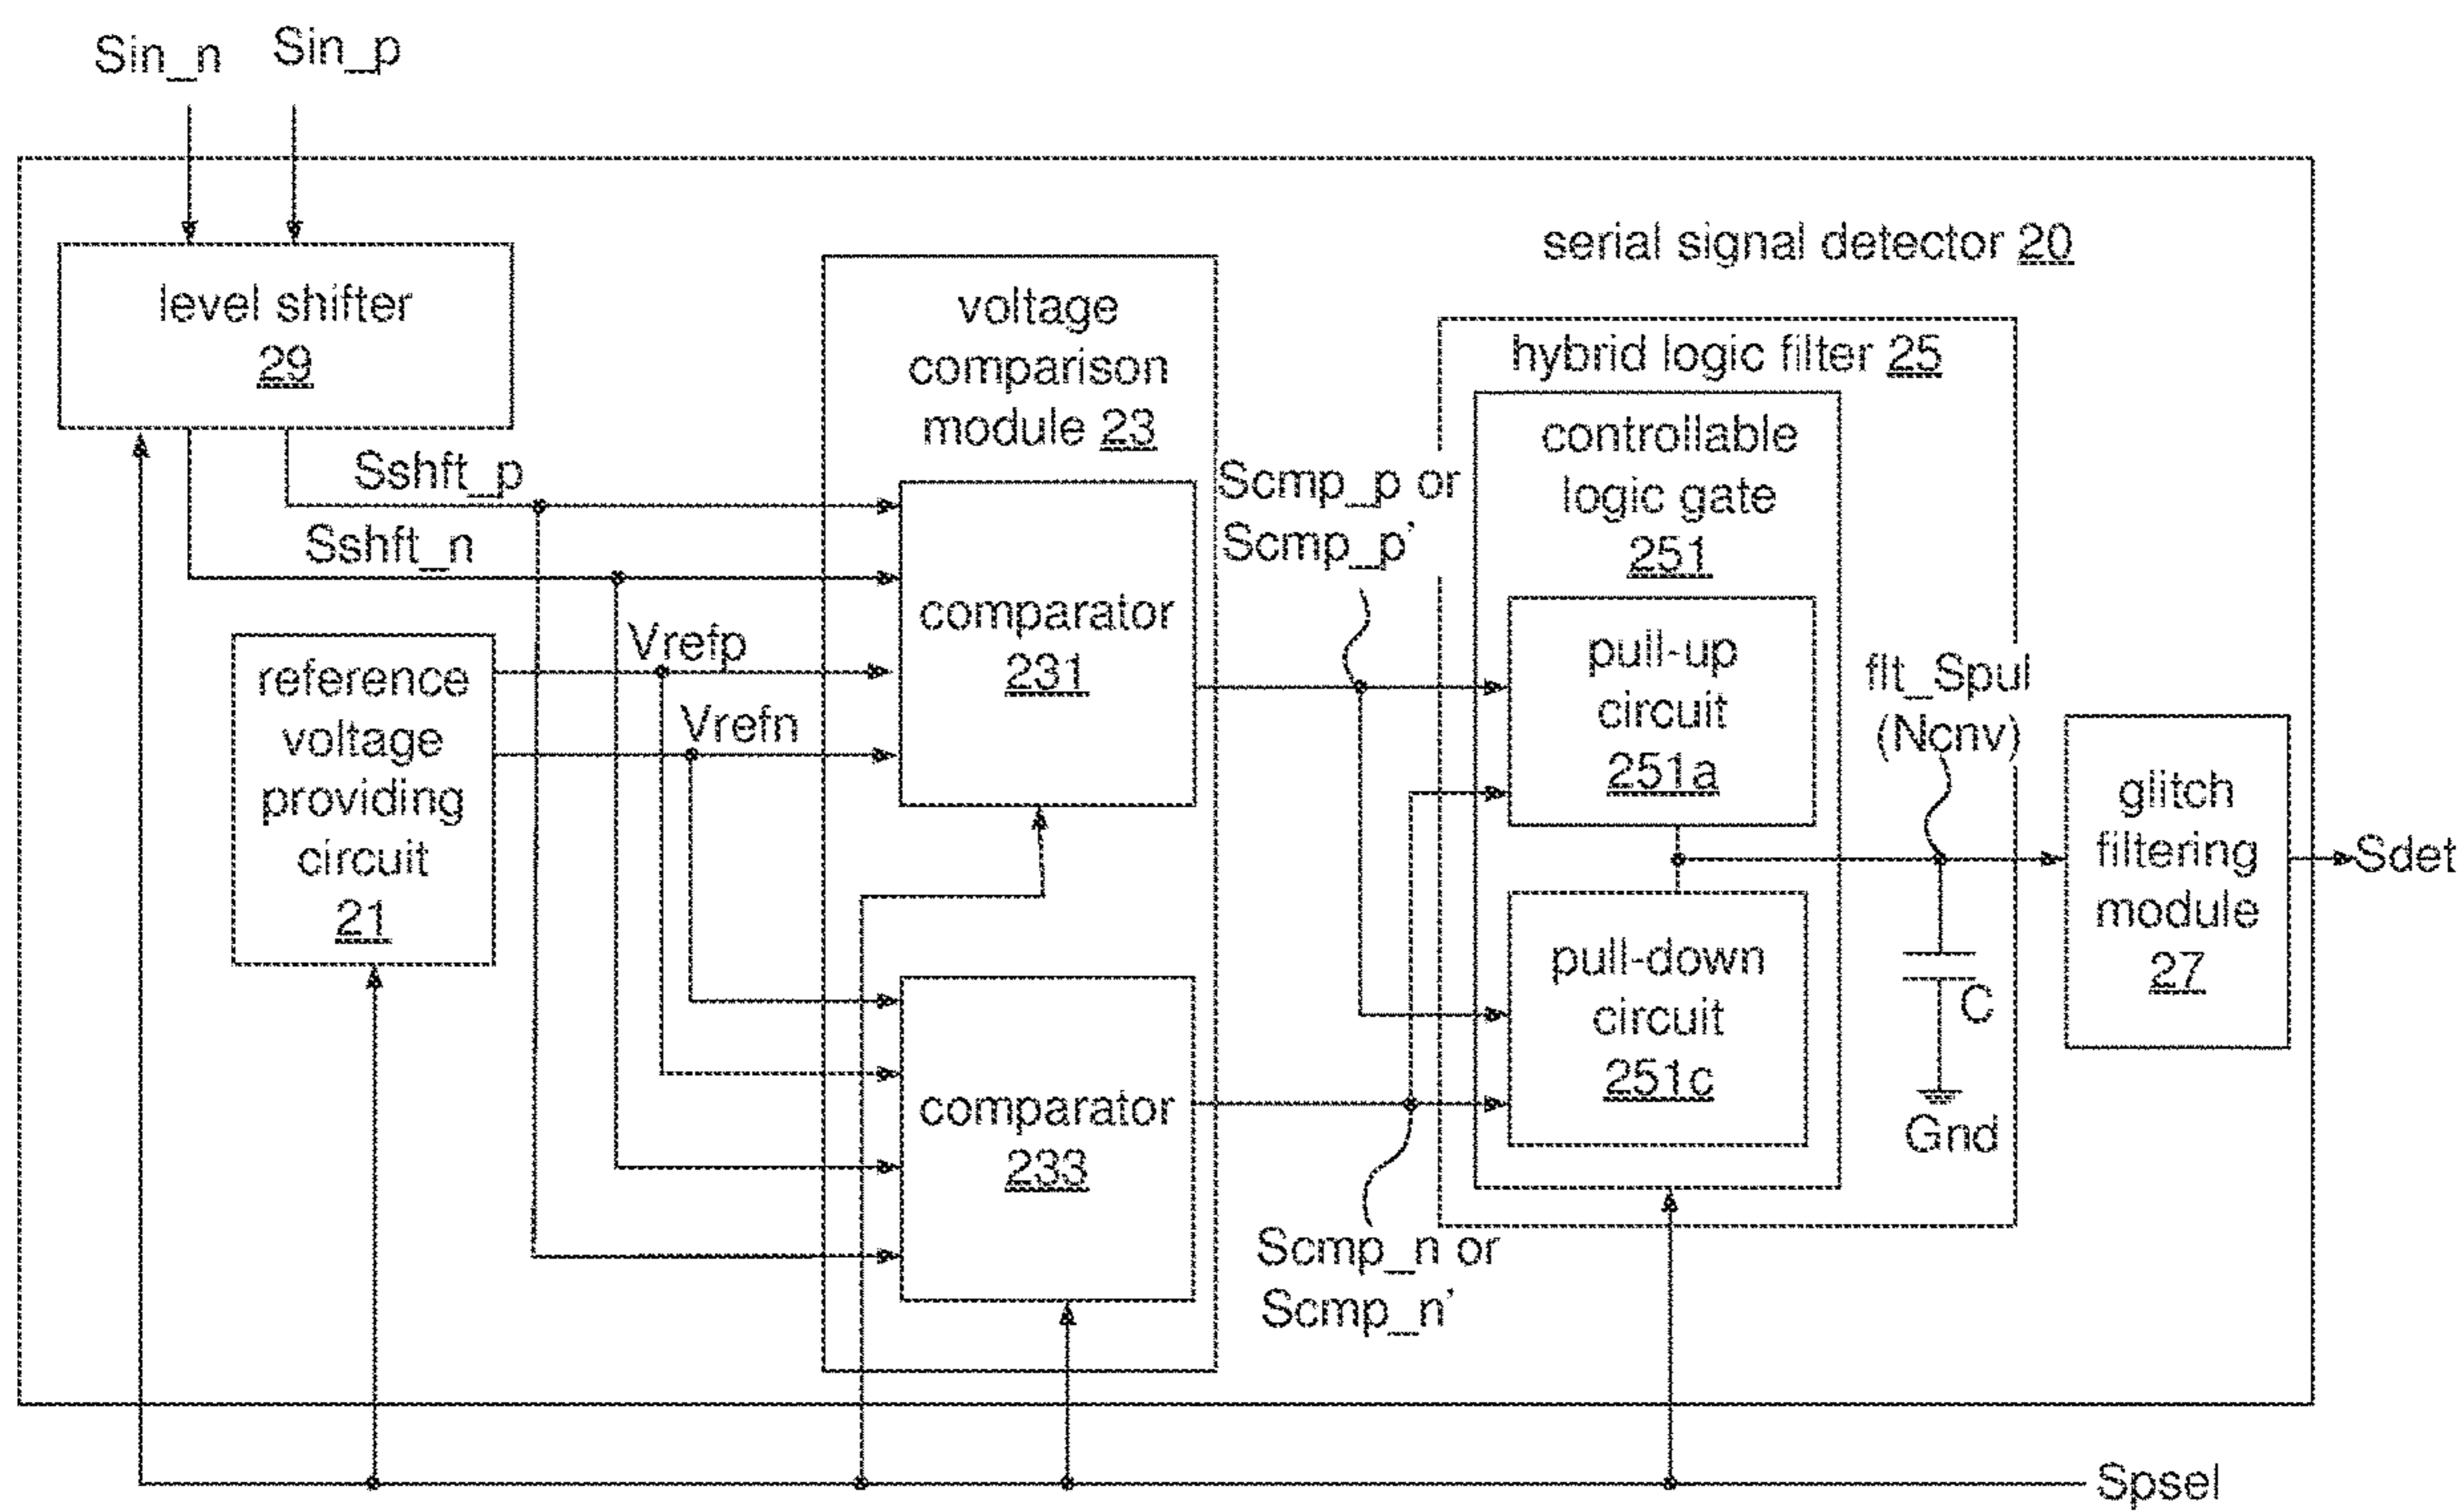 Sin_n Sin_p
serial signal detector 20
level shifter
29
voltage
comparison
module 23
hybrid logic filter 25
controllable
logic gate
251
Sshft_p
Sshft_n
Scmp_p or
Scmp_p'
comparator
231
pull-up
circuit
251a
reference
voltage
providing
circuit
21
Vrefp
Vrefn
flt_Spul
(Ncnv)
glitch
filtering
module
27
Sdet
pull-down
circuit
251c
C
Gnd
comparator
233
Scmp_n or
Scmp_n'
Spsel